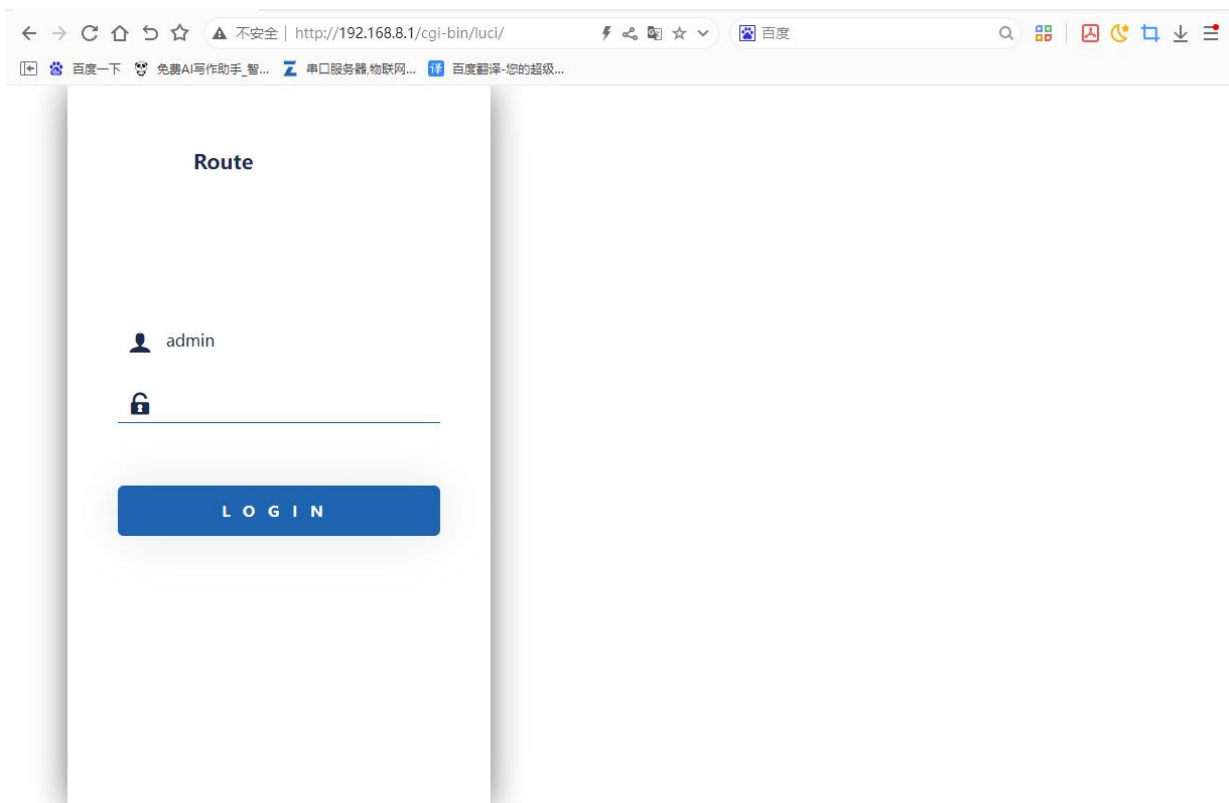 不安全 | http://192.168.8.1/cgi-bin/luci/ 百度
百度一下 免费AI写作助手_智... 串口服务器,物联网... 译 百度翻译-您的超级...
Route
admin
LOGIN